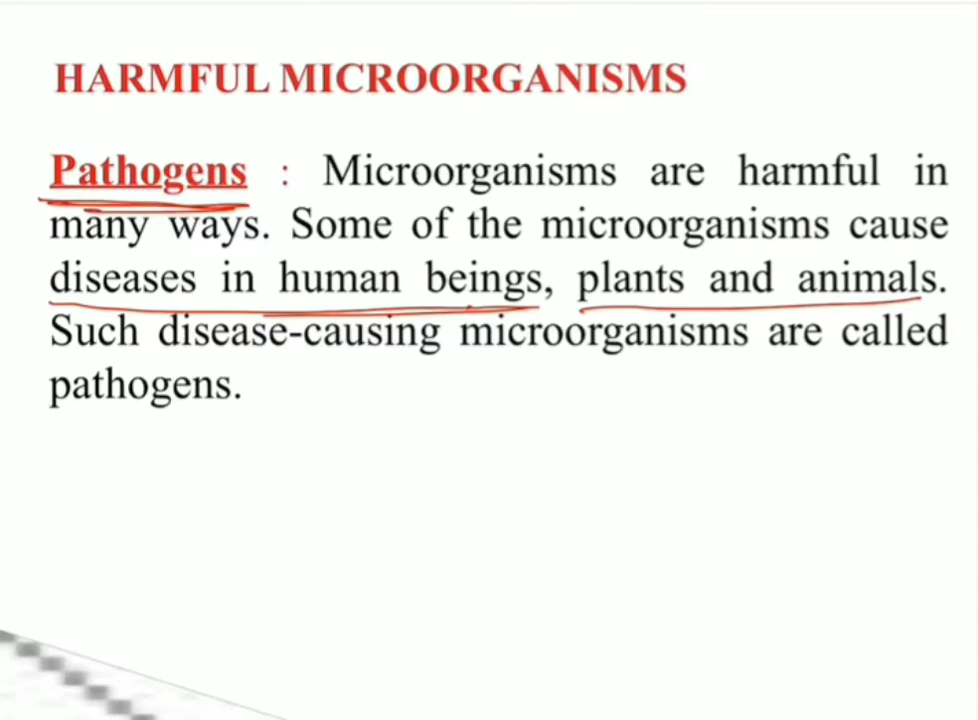 HARMFUL MICROORGANISMS
Pathogens : Microorganisms are harmful in
many ways. Some of the microorganisms cause
diseases in human beings, plants and animals.
Such disease-causing microorganisms are called
pathogens.